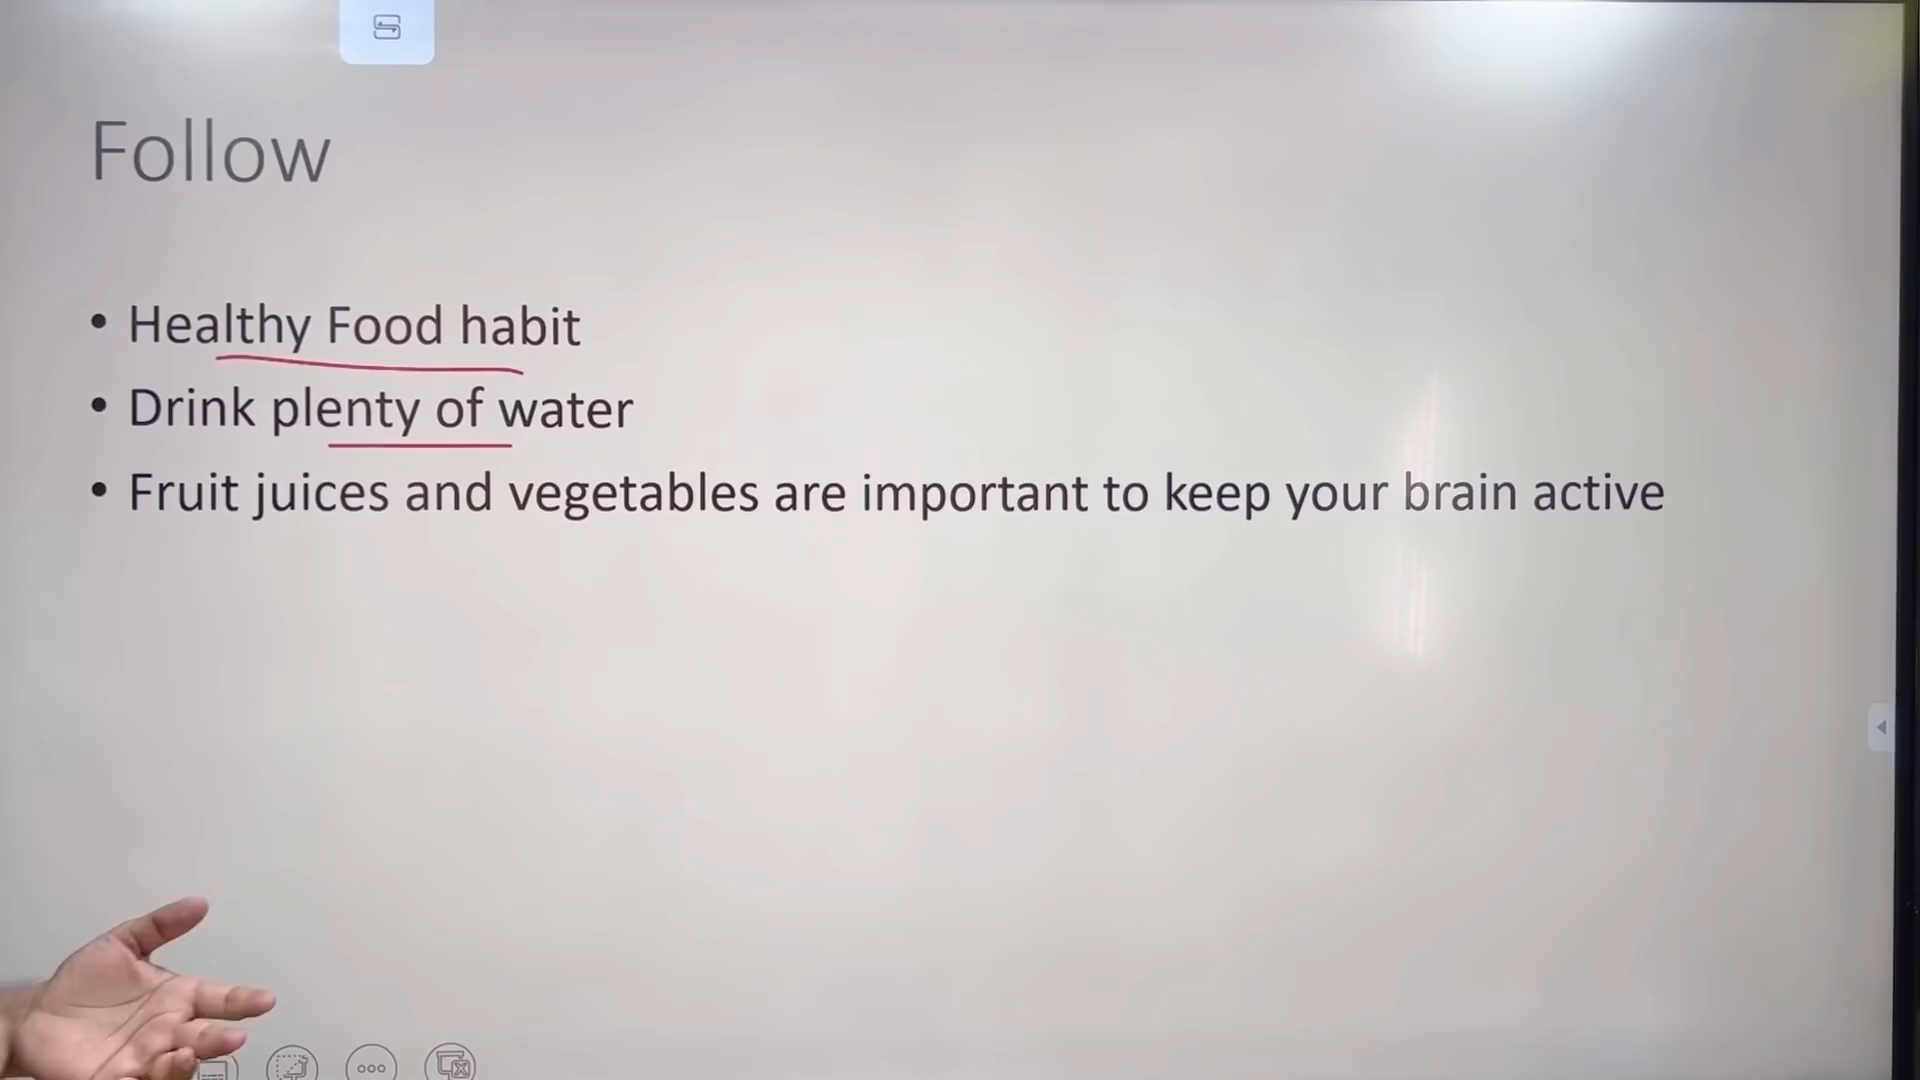 Follow
• Healthy Food habit
• Drink plenty of water
• Fruit juices and vegetables are important to keep your brain active